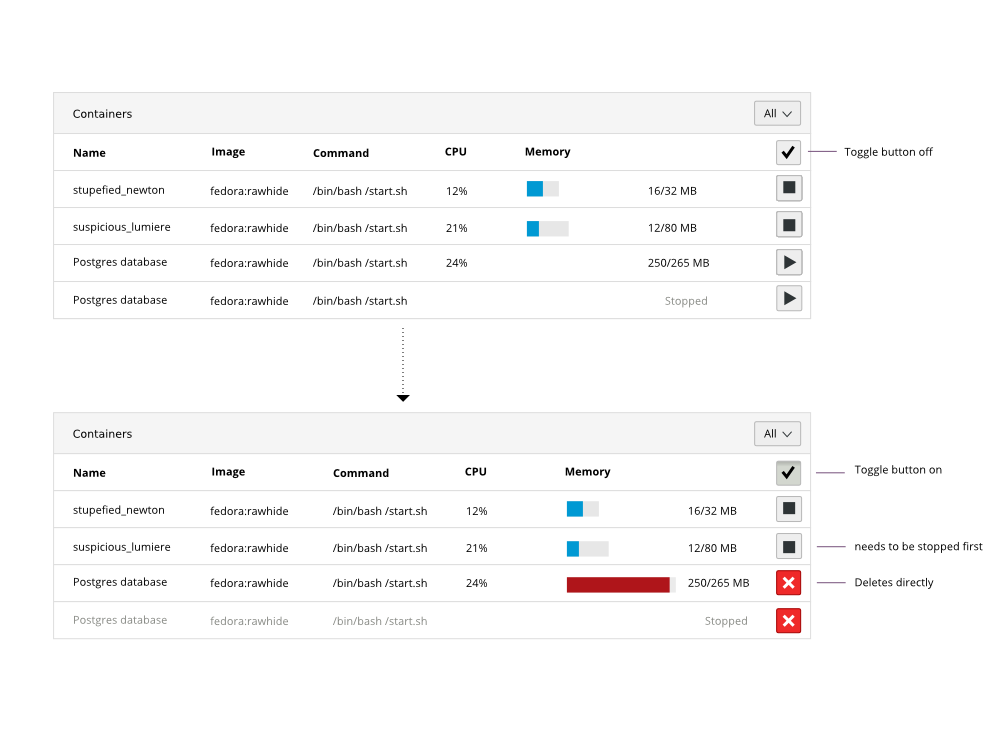 Containers All
Name Image Command CPU Memory Toggle button off
stupefied_newton fedora:rawhide /bin/bash /start.sh 12% 16/32 MB
suspicious_lumiere fedora:rawhide /bin/bash /start.sh 21% 12/80 MB
Postgres database fedora:rawhide /bin/bash /start.sh 24% 250/265 MB
Postgres database fedora:rawhide /bin/bash /start.sh Stopped
Containers All
Name Image Command CPU Memory Toggle button on
stupefied_newton fedora:rawhide /bin/bash /start.sh 12% 16/32 MB
suspicious_lumiere fedora:rawhide /bin/bash /start.sh 21% 12/80 MB needs to be stopped first
Postgres database fedora:rawhide /bin/bash /start.sh 24% 250/265 MB Deletes directly
Postgres database fedora:rawhide /bin/bash /start.sh Stopped